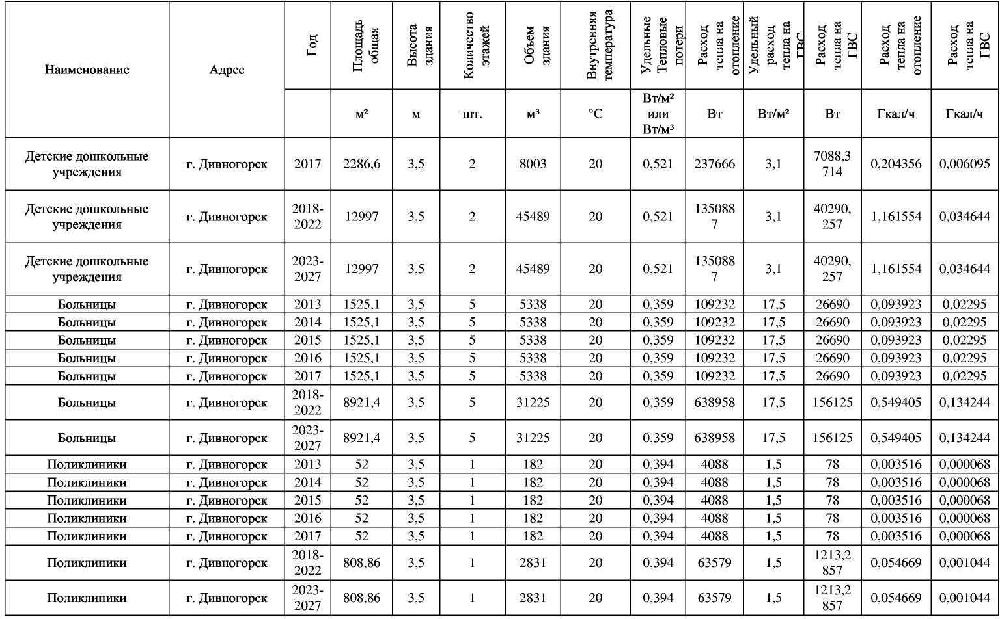 Наименование Адрес Год Площадь общая Высота здания Количество этажей Объем здания Внутренняя температура Удельные Тепловые потери Расход тепла на отопление Удельный расход тепла на ГВС Расход тепла на ГВС Расход тепла на отопление Расход тепла на ГВС
м² м шт. м³ °С Вт/м² или Вт/м³ Вт Вт/м² Вт Гкал/ч Гкал/ч
Детские дошкольные учреждения г. Дивногорск 2017 2286,6 3,5 2 8003 20 0,521 237666 3,1 7088,3714 0,204356 0,006095
Детские дошкольные учреждения г. Дивногорск 2018-2022 12997 3,5 2 45489 20 0,521 1350887 3,1 40290,257 1,161554 0,034644
Детские дошкольные учреждения г. Дивногорск 2023-2027 12997 3,5 2 45489 20 0,521 1350887 3,1 40290,257 1,161554 0,034644
Больницы г. Дивногорск 2013 1525,1 3,5 5 5338 20 0,359 109232 17,5 26690 0,093923 0,02295
Больницы г. Дивногорск 2014 1525,1 3,5 5 5338 20 0,359 109232 17,5 26690 0,093923 0,02295
Больницы г. Дивногорск 2015 1525,1 3,5 5 5338 20 0,359 109232 17,5 26690 0,093923 0,02295
Больницы г. Дивногорск 2016 1525,1 3,5 5 5338 20 0,359 109232 17,5 26690 0,093923 0,02295
Больницы г. Дивногорск 2017 1525,1 3,5 5 5338 20 0,359 109232 17,5 26690 0,093923 0,02295
Больницы г. Дивногорск 2018-2022 8921,4 3,5 5 31225 20 0,359 638958 17,5 156125 0,549405 0,134244
Больницы г. Дивногорск 2023-2027 8921,4 3,5 5 31225 20 0,359 638958 17,5 156125 0,549405 0,134244
Поликлиники г. Дивногорск 2013 52 3,5 1 182 20 0,394 4088 1,5 78 0,003516 0,000068
Поликлиники г. Дивногорск 2014 52 3,5 1 182 20 0,394 4088 1,5 78 0,003516 0,000068
Поликлиники г. Дивногорск 2015 52 3,5 1 182 20 0,394 4088 1,5 78 0,003516 0,000068
Поликлиники г. Дивногорск 2016 52 3,5 1 182 20 0,394 4088 1,5 78 0,003516 0,000068
Поликлиники г. Дивногорск 2017 52 3,5 1 182 20 0,394 4088 1,5 78 0,003516 0,000068
Поликлиники г. Дивногорск 2018-2022 808,86 3,5 1 2831 20 0,394 63579 1,5 1213,2857 0,054669 0,001044
Поликлиники г. Дивногорск 2023-2027 808,86 3,5 1 2831 20 0,394 63579 1,5 1213,2857 0,054669 0,001044